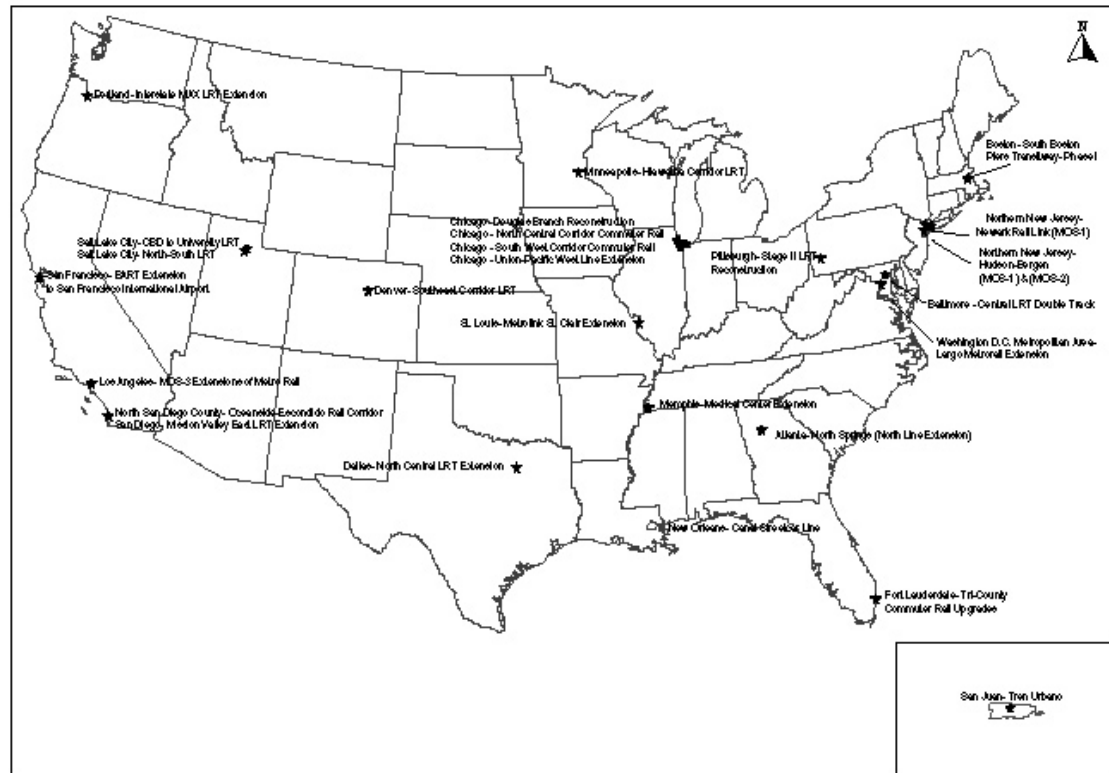 N
Portland- Interstate MAX LRT Extension
Boston - South Boston
Piers Transitway- Phase I
Minneapolis- Hiawatha Corridor LRT
Chicago- Douglas Branch Reconstruction
Chicago - North Central Corridor Commuter Rail
Chicago - South West Corridor Commuter Rail
Chicago - Union-Pacific West Line Extension
Northern New Jersey-
Newark Rail Link (MOS-1)
Salt Lake City- CBD to University LRT
Salt Lake City- North-South LRT
Pittsburgh- Stage II LRT
Reconstruction
Northern New Jersey-
Hudson-Bergen
(MOS-1) & (MOS-2)
San Francisco- BART Extension
to San Francisco International Airport
Denver- Southeast Corridor LRT
Baltimore - Central LRT Double Track
St. Louis- Metrolink St. Clair Extension
Washington D.C. Metropolitan Area-
Largo Metrorail Extension
Los Angeles- MOS-3 Extensions of Metro Rail
North San Diego County- Oceanside-Escondido Rail Corridor
San Diego- Mission Valley East LRT Extension
Memphis- Medical Center Extension
Atlanta- North Springs (North Line Extension)
Dallas- North Central LRT Extension
New Orleans- Canal Streetcar Line
Fort Lauderdale- Tri-County
Commuter Rail Upgrades
San Juan- Tren Urbano